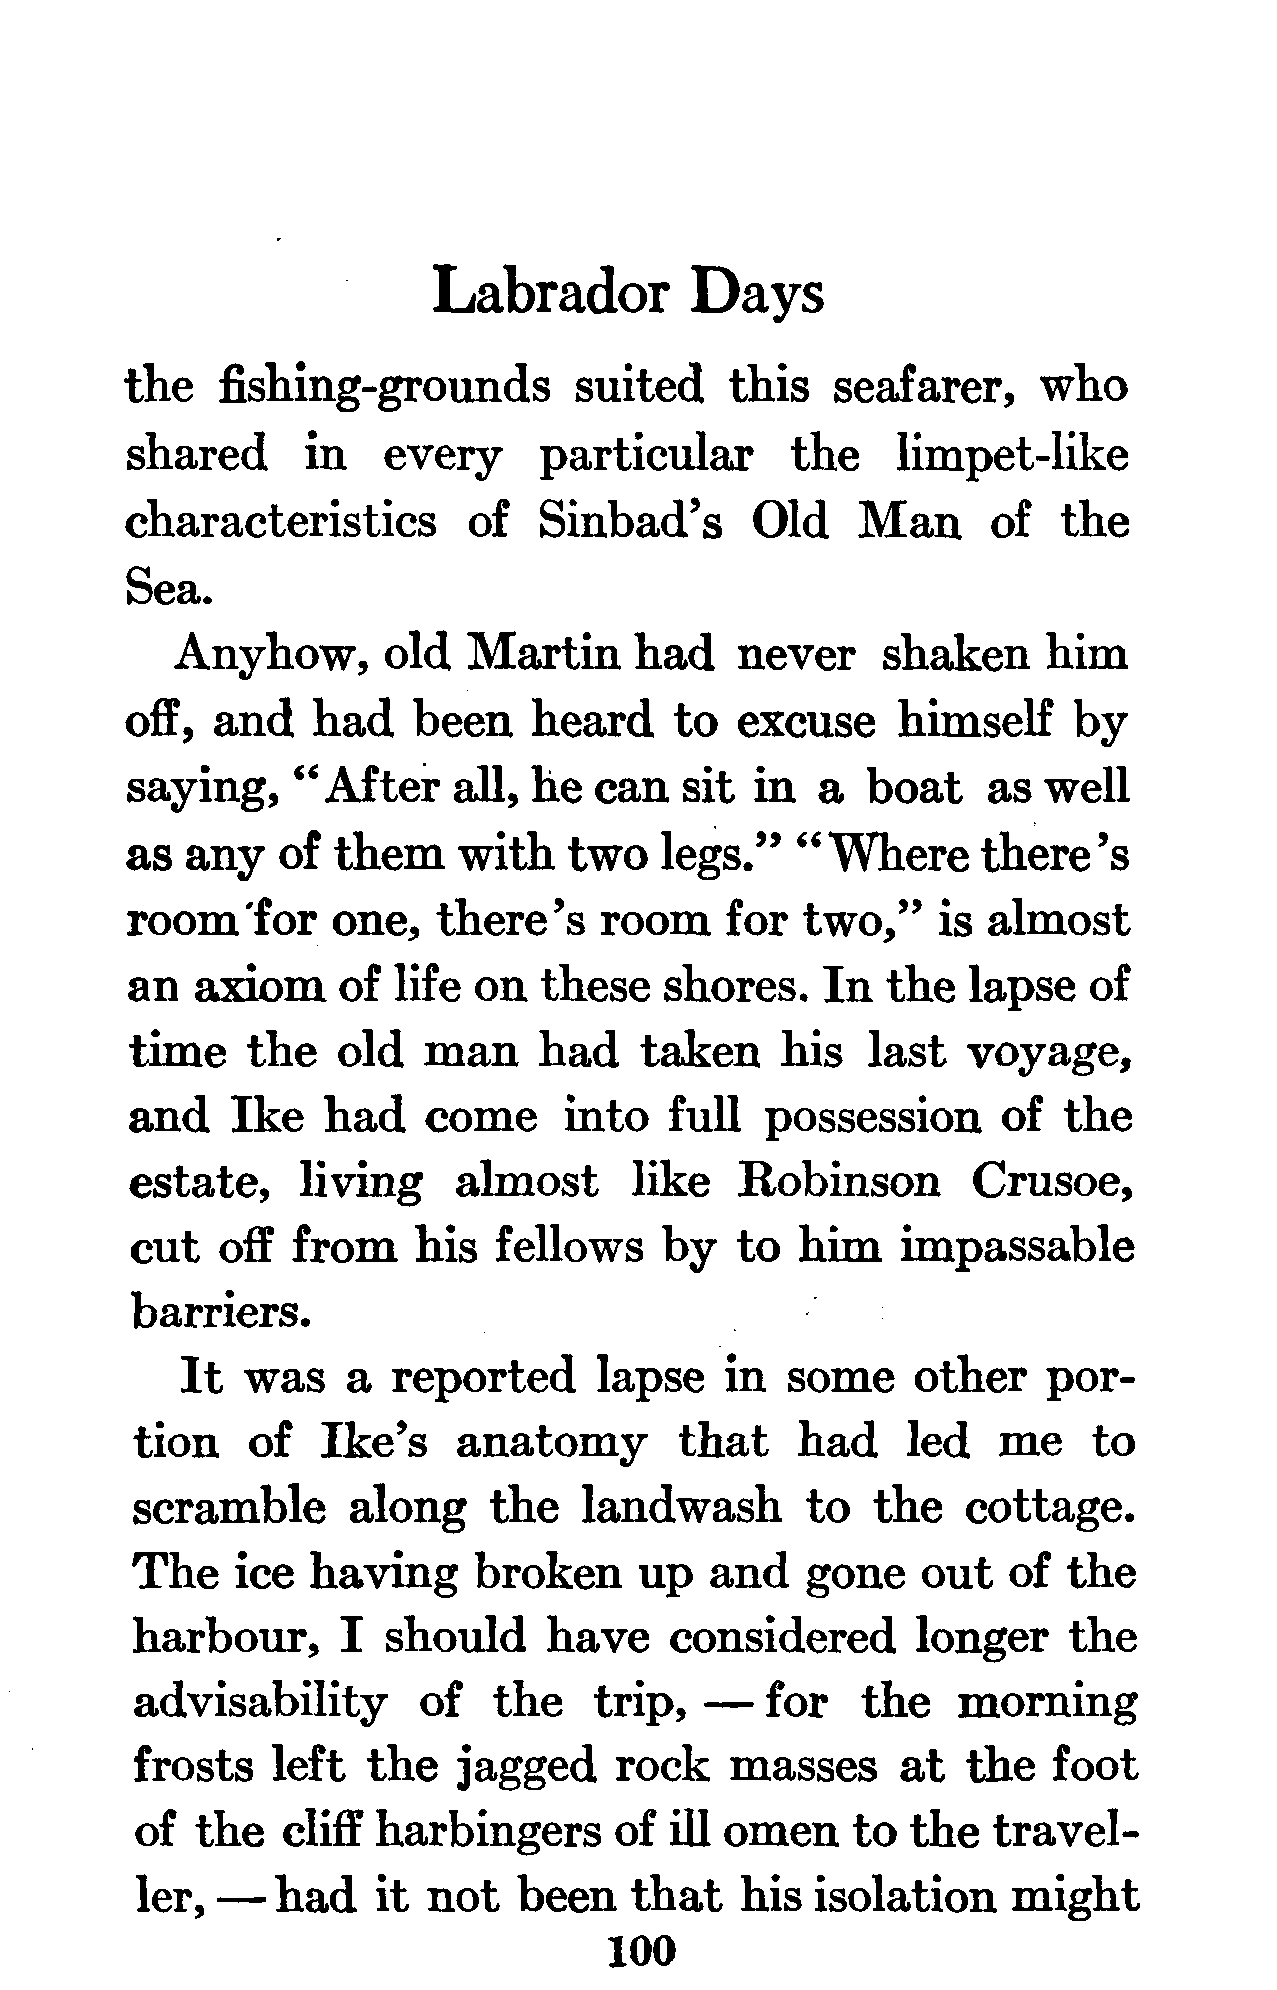 Labrador Days
the fishing-grounds suited this seafarer, who
shared in every particular the limpet-like
characteristics of Sinbad's Old Man of the
Sea.
Anyhow, old Martin had never shaken him
off, and had been heard to excuse himself by
saying, "After all, he can sit in a boat as well
as any of them with two legs." "Where there's
room for one, there's room for two," is almost
an axiom of life on these shores. In the lapse of
time the old man had taken his last voyage,
and Ike had come into full possession of the
estate, living almost like Robinson Crusoe,
cut off from his fellows by to him impassable
barriers.
It was a reported lapse in some other por-
tion of Ike's anatomy that had led me to
scramble along the landwash to the cottage.
The ice having broken up and gone out of the
harbour, I should have considered longer the
advisability of the trip, — for the morning
frosts left the jagged rock masses at the foot
of the cliff harbingers of ill omen to the travel-
ler, — had it not been that his isolation might
100